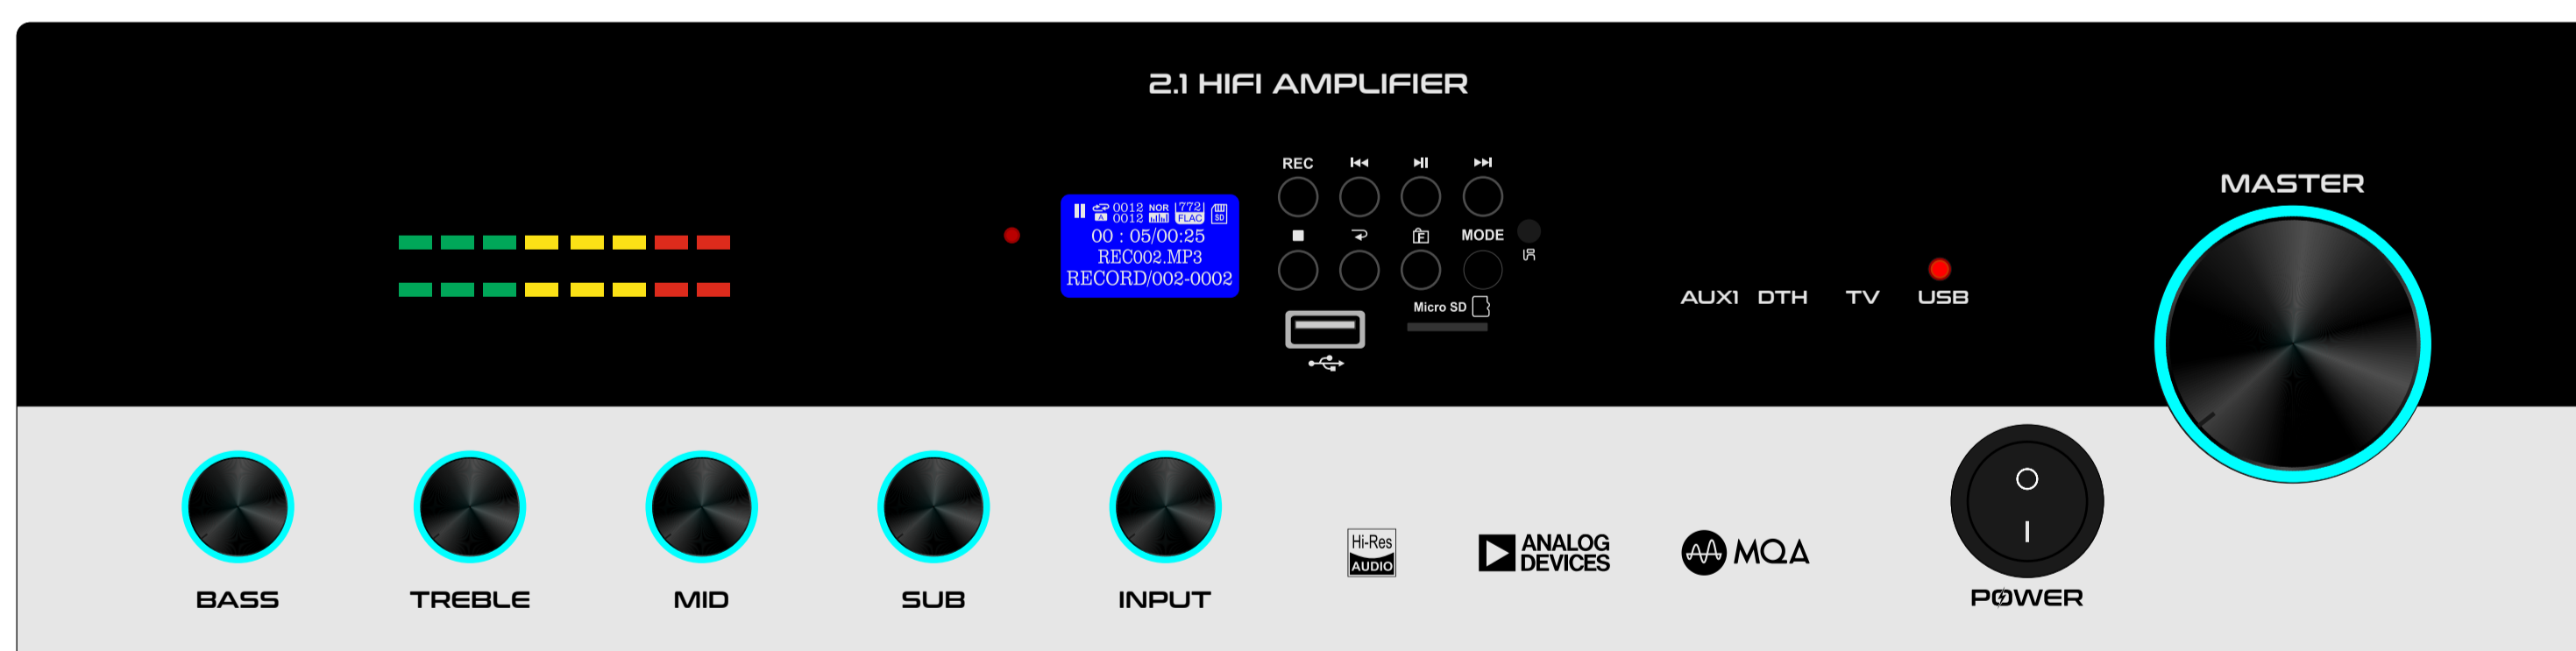 2.1 HIFI AMPLIFIER
REC
MASTER
0012 NOR 772
A 0012 FLAC SD
00 : 05/00:25
REC002.MP3
RECORD/002-0002
F
MODE
IR
Micro SD
AUX1 DTH TV USB
Hi-Res
AUDIO
ANALOG
DEVICES
MQA
BASS TREBLE MID SUB INPUT
POWER